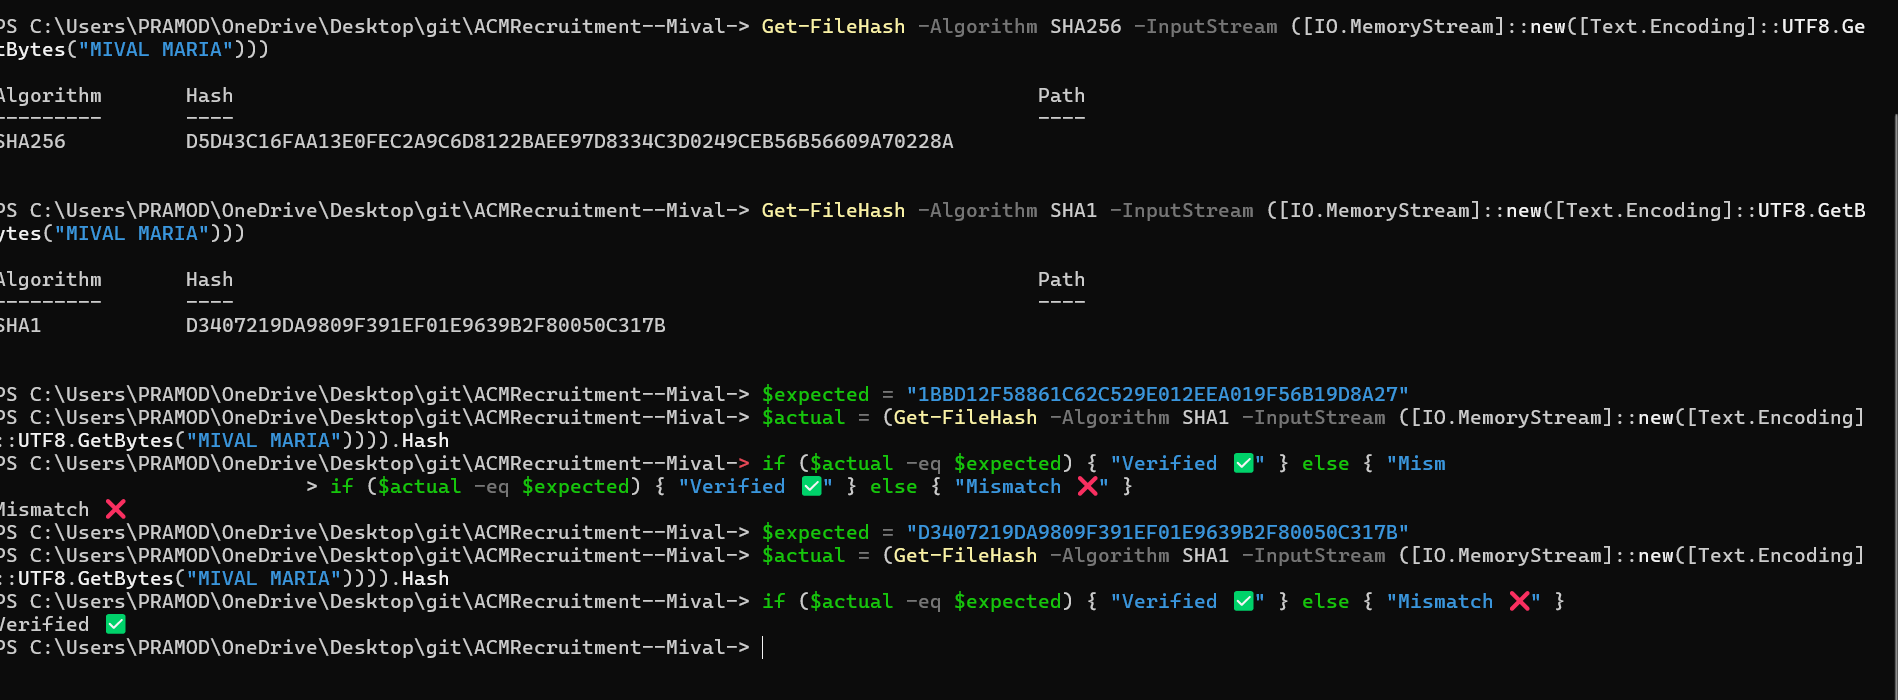 PS C:\Users\PRAMOD\OneDrive\Desktop\git\ACMRecruitment--Mival-> Get-FileHash -Algorithm SHA256 -InputStream ([IO.MemoryStream]::new([Text.Encoding]::UTF8.Ge
tBytes("MIVAL MARIA")))
Algorithm Hash Path
--------- ---- ----
SHA256 D5D43C16FAA13E0FEC2A9C6D8122BAEE97D8334C3D0249CEB56B56609A70228A
PS C:\Users\PRAMOD\OneDrive\Desktop\git\ACMRecruitment--Mival-> Get-FileHash -Algorithm SHA1 -InputStream ([IO.MemoryStream]::new([Text.Encoding]::UTF8.GetB
ytes("MIVAL MARIA")))
Algorithm Hash Path
--------- ---- ----
SHA1 D3407219DA9809F391EF01E9639B2F80050C317B
PS C:\Users\PRAMOD\OneDrive\Desktop\git\ACMRecruitment--Mival-> $expected = "1BBD12F58861C62C529E012EEA019F56B19D8A27"
PS C:\Users\PRAMOD\OneDrive\Desktop\git\ACMRecruitment--Mival-> $actual = (Get-FileHash -Algorithm SHA1 -InputStream ([IO.MemoryStream]::new([Text.Encoding]
::UTF8.GetBytes("MIVAL MARIA")))).Hash
PS C:\Users\PRAMOD\OneDrive\Desktop\git\ACMRecruitment--Mival-> if ($actual -eq $expected) { "Verified ✅" } else { "Mism
> if ($actual -eq $expected) { "Verified ✅" } else { "Mismatch ❌" }
Mismatch ❌
PS C:\Users\PRAMOD\OneDrive\Desktop\git\ACMRecruitment--Mival-> $expected = "D3407219DA9809F391EF01E9639B2F80050C317B"
PS C:\Users\PRAMOD\OneDrive\Desktop\git\ACMRecruitment--Mival-> $actual = (Get-FileHash -Algorithm SHA1 -InputStream ([IO.MemoryStream]::new([Text.Encoding]
::UTF8.GetBytes("MIVAL MARIA")))).Hash
PS C:\Users\PRAMOD\OneDrive\Desktop\git\ACMRecruitment--Mival-> if ($actual -eq $expected) { "Verified ✅" } else { "Mismatch ❌" }
Verified ✅
PS C:\Users\PRAMOD\OneDrive\Desktop\git\ACMRecruitment--Mival->